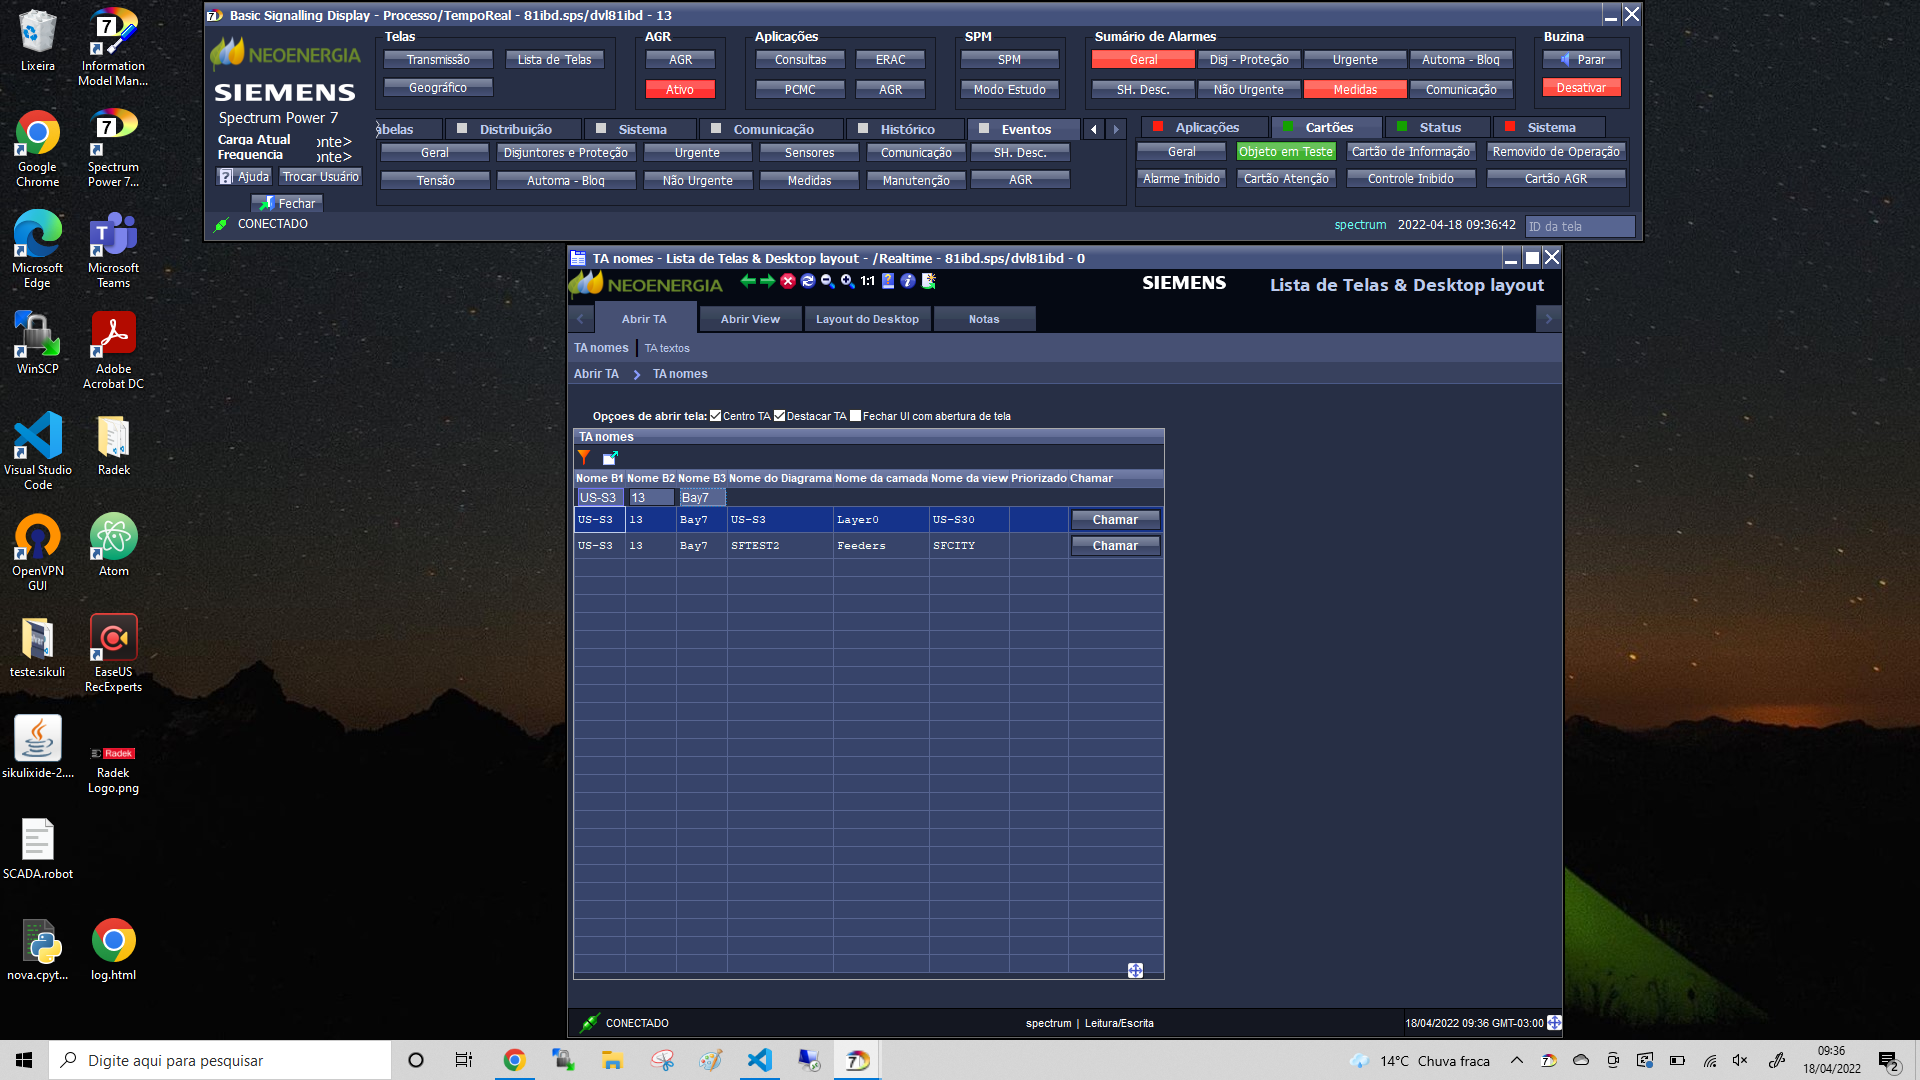 Lixeira
Information
Model Man...
Google
Chrome
Spectrum
Power 7...
Microsoft
Edge
Microsoft
Teams
WinSCP
Adobe
Acrobat DC
Visual Studio
Code
Radek
OpenVPN
GUI
Atom
teste.sikuli
EaseUS
RecExperts
sikulixide-2....
Radek
Radek
Logo.png
SCADA.robot
nova.cpyt...
log.html
Basic Signalling Display - Processo/TempoReal - 81ibd.sps/dvl81ibd - 13
NEOENERGIA
SIEMENS
Spectrum Power 7
Carga Atual
onte>
Frequencia
onte>
Ajuda
Trocar Usuário
Fechar
CONECTADO
Telas
Transmissão
Lista de Telas
Geográfico
AGR
AGR
Ativo
Aplicações
Consultas
ERAC
PCMC
AGR
SPM
SPM
Modo Estudo
Sumário de Alarmes
Geral
Disj - Proteção
Urgente
Automa - Bloq
SH. Desc.
Não Urgente
Medidas
Comunicação
Buzina
Parar
Desativar
abelas
Distribuição
Sistema
Comunicação
Histórico
Eventos
Geral
Disjuntores e Proteção
Urgente
Sensores
Comunicação
SH. Desc.
Tensão
Automa - Bloq
Não Urgente
Medidas
Manutenção
AGR
Aplicações
Cartões
Status
Sistema
Geral
Objeto em Teste
Cartão de Informação
Removido de Operação
Alarme Inibido
Cartão Atenção
Controle Inibido
Cartão AGR
spectrum
2022-04-18 09:36:42
ID da tela
TA nomes - Lista de Telas & Desktop layout - /Realtime - 81ibd.sps/dvl81ibd - 0
NEOENERGIA
1:1
SIEMENS
Lista de Telas & Desktop layout
Abrir TA
Abrir View
Layout do Desktop
Notas
TA nomes
TA textos
Abrir TA
TA nomes
Opçoes de abrir tela: Centro TA Destacar TA Fechar UI com abertura de tela
TA nomes
Nome B1 Nome B2 Nome B3 Nome do Diagrama Nome da camada Nome da view Priorizado Chamar
US-S3 13 Bay7
US-S3 13 Bay7 US-S3 Layer0 US-S30 Chamar
US-S3 13 Bay7 SFTEST2 Feeders SFCITY Chamar
CONECTADO
spectrum | Leitura/Escrita
18/04/2022 09:36 GMT-03:00
Digite aqui para pesquisar
14°C Chuva fraca
09:36
18/04/2022
2